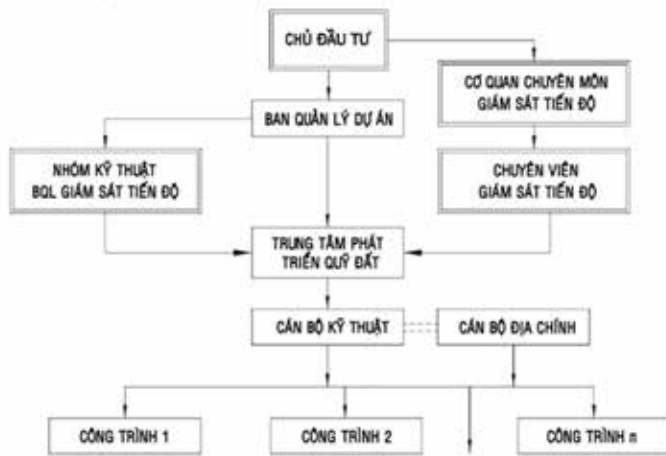 CHỦ ĐẦU TƯ
CƠ QUAN CHUYÊN MÔN
GIÁM SÁT TIẾN ĐỘ
BAN QUẢN LÝ DỰ ÁN
NHÓM KỸ THUẬT
BQL GIÁM SÁT TIẾN ĐỘ
CHUYÊN VIÊN
GIÁM SÁT TIẾN ĐỘ
TRUNG TÂM PHÁT
TRIỂN QUỸ ĐẤT
CÁN BỘ KỸ THUẬT
CÁN BỘ ĐỊA CHÍNH
CÔNG TRÌNH 1
CÔNG TRÌNH 2
CÔNG TRÌNH n